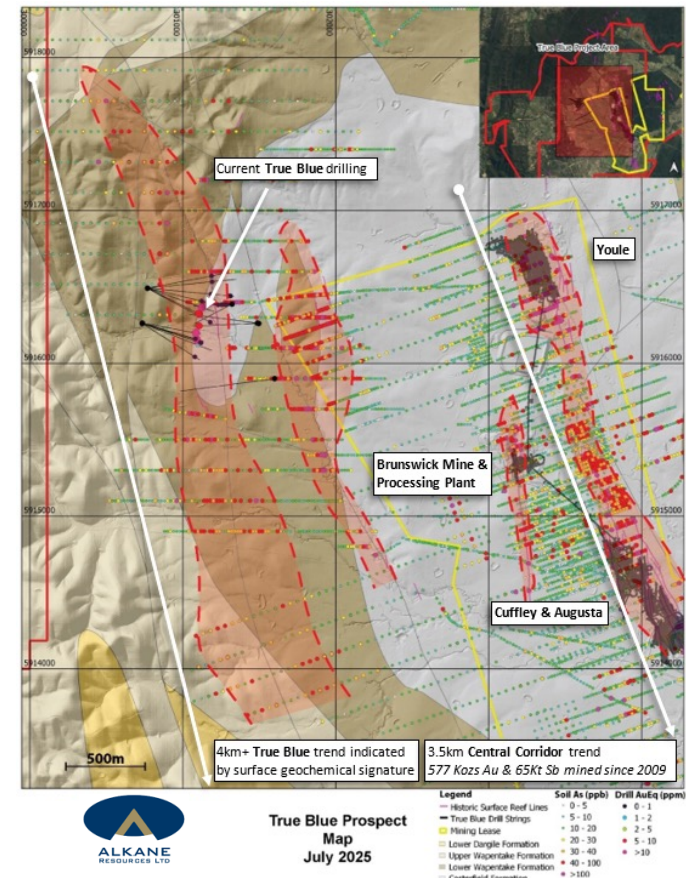 5918000
True Blue Project Area
Current True Blue drilling
5917000
5917000
Youle
5916000
5916000
Brunswick Mine &
Processing Plant
5915000
5915000
Cuffley & Augusta
5914000
5914000
500m
4km+ True Blue trend indicated
by surface geochemical signature
3.5km Central Corridor trend
577 Kozs Au & 65Kt Sb mined since 2009
ALKANE
RESOURCES LTD
True Blue Prospect
Map
July 2025
Legend
Historic Surface Reef Lines
True Blue Drill Strings
Mining Lease
Lower Dargile Formation
Upper Wapentake Formation
Lower Wapentake Formation
Soil As (ppb)
0 - 5
5 - 10
10 - 20
20 - 30
30 - 40
40 - 100
>100
Drill AuEq (ppm)
0 - 1
1 - 2
2 - 5
5 - 10
>10